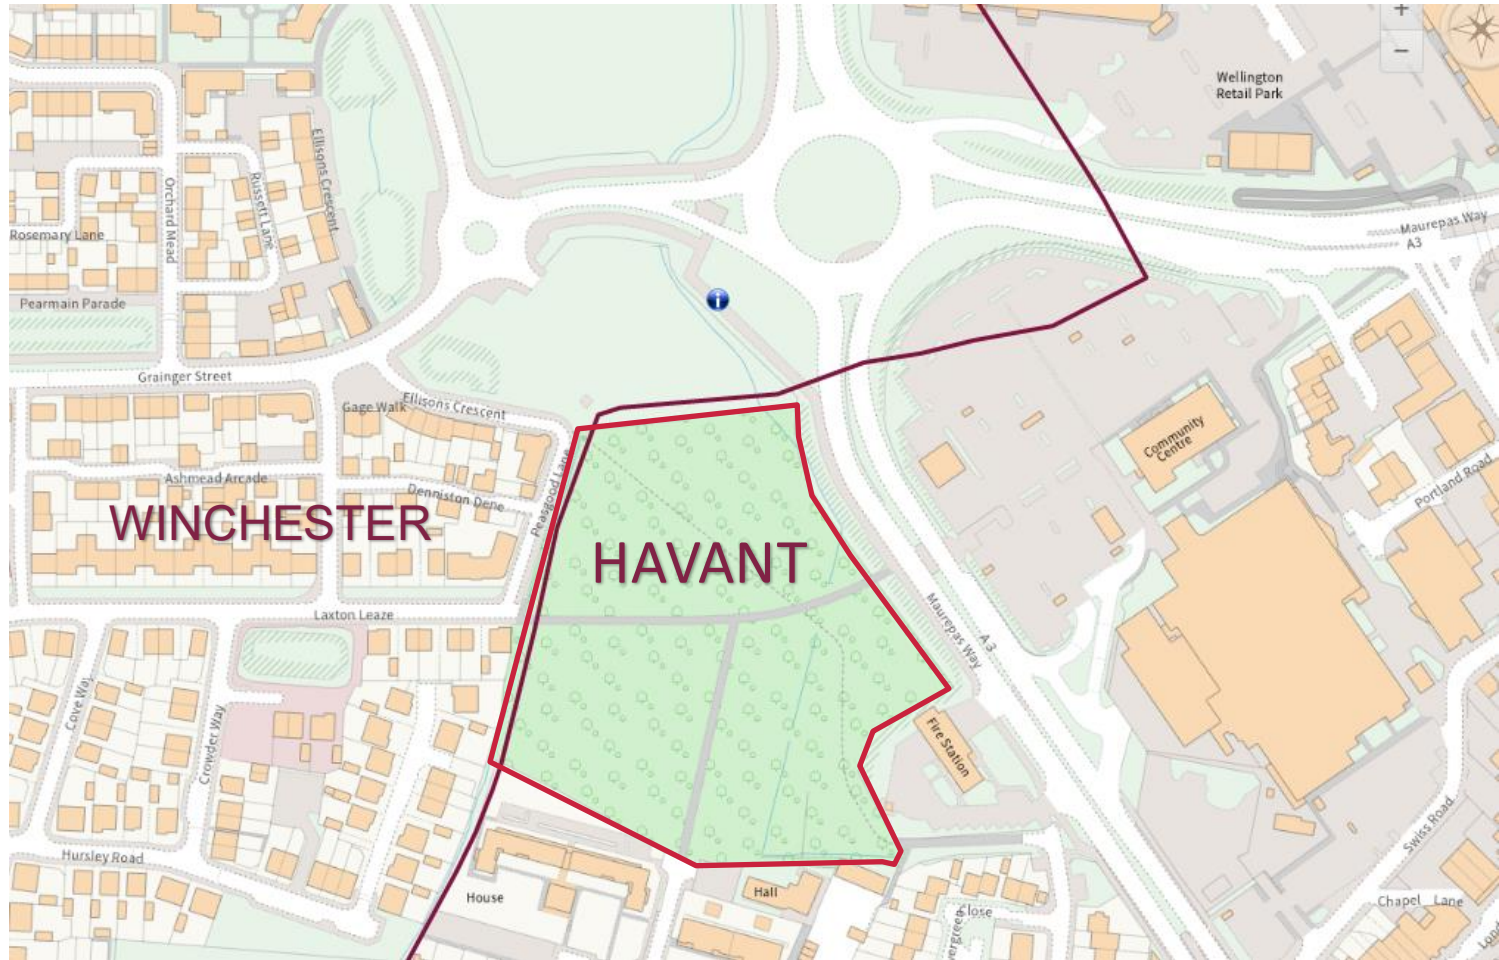 +
−
Wellington
Retail Park
Ellisons Crescent
Russett Lane
Orchard Mead
Rosemary Lane
Maurepas Way
A3
Pearmain Parade
Grainger Street
Gage Walk
Ellisons Crescent
Community
Centre
Ashmead Arcade
Denniston Dene
Peasgood Lane
Portland Road
WINCHESTER
HAVANT
Laxton Leaze
Maurepas Way
A 3
Cove Way
Crowder Way
Fire Station
Swiss Road
Hursley Road
House
Hall
Close
Chapel Lane